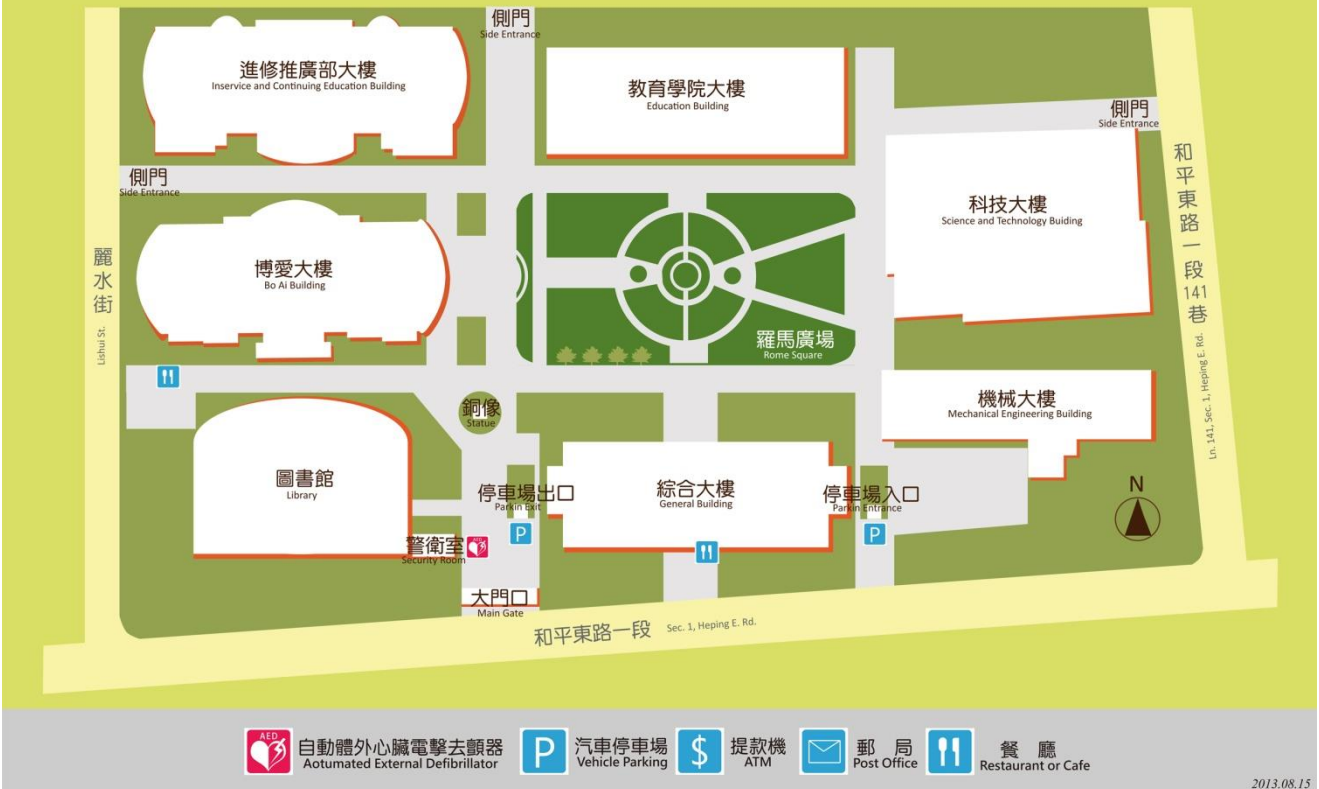 側門
Side Entrance
進修推廣部大樓
Inservice and Continuing Education Building
教育學院大樓
Education Building
側門
Side Entrance
側門
Side Entrance
和平東路一段141巷
Ln. 141, Sec. 1, Heping E. Rd.
科技大樓
Science and Technology Buiding
麗水街
Lishui St.
博愛大樓
Bo Ai Building
羅馬廣場
Rome Square
銅像
Statue
機械大樓
Mechanical Engineering Building
圖書館
Library
停車場出口
Parkin Exit
P
綜合大樓
General Building
停車場入口
Parkin Entrance
P
N
警衛室
Security Room
AED
大門口
Main Gate
和平東路一段 Sec. 1, Heping E. Rd.
AED
自動體外心臟電擊去顫器
Aotumated External Defibrillator
P
汽車停車場
Vehicle Parking
$
提款機
ATM
郵 局
Post Office
餐 廳
Restaurant or Cafe
2013.08.15